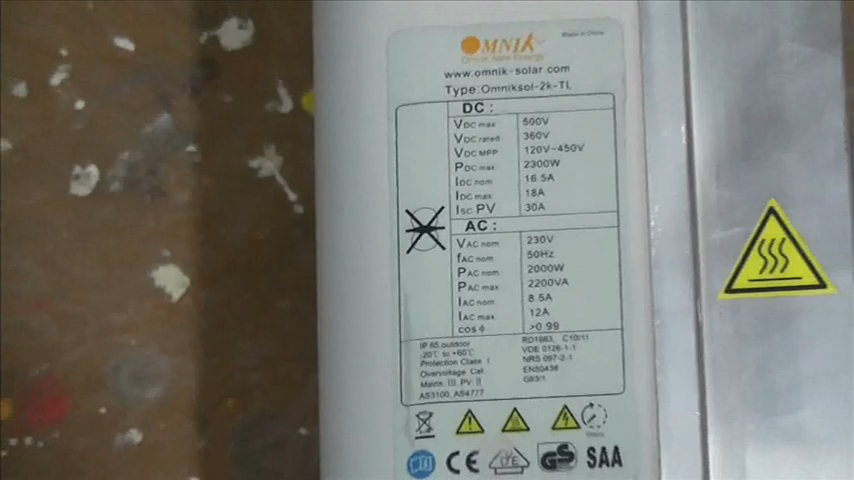 Made in China
OMNIK
Omnik New Energy
www.omnik-solar.com
Type:Omniksol-2k-TL
DC:
VDC max 500V
VDC rated 360V
VDC MPP 120V-450V
PDC max 2300W
IDC nom 16.5A
IDC max 18A
ISC PV 30A
AC:
VAC nom 230V
fAC nom 50Hz
PAC nom 2000W
PAC max 2200VA
IAC nom 8.5A
IAC max 12A
cos ϕ >0.99
IP 65,outdoor RD1663, C10/11
-20℃ to +60℃ VDE 0126-1-1
Protection Class I NRS 097-2-1
Overvoltage Cat. EN50438
Mains: III PV II G83/1
AS3100, AS4777
CE GS SAA